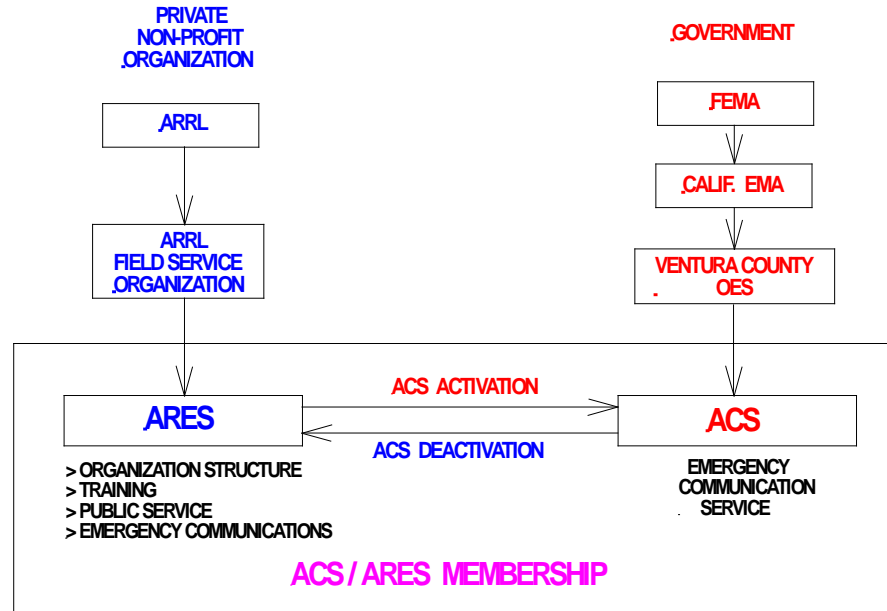 PRIVATE
NON-PROFIT
.ORGANIZATION
.GOVERNMENT
.ARRL
.FEMA
.CALIF. EMA
ARRL
FIELD SERVICE
.ORGANIZATION
VENTURA COUNTY
. OES
.ARES
ACS ACTIVATION
ACS DEACTIVATION
.ACS
> ORGANIZATION STRUCTURE
> TRAINING
> PUBLIC SERVICE
> EMERGENCY COMMUNICATIONS
EMERGENCY
COMMUNICATION
. SERVICE
ACS / ARES MEMBERSHIP